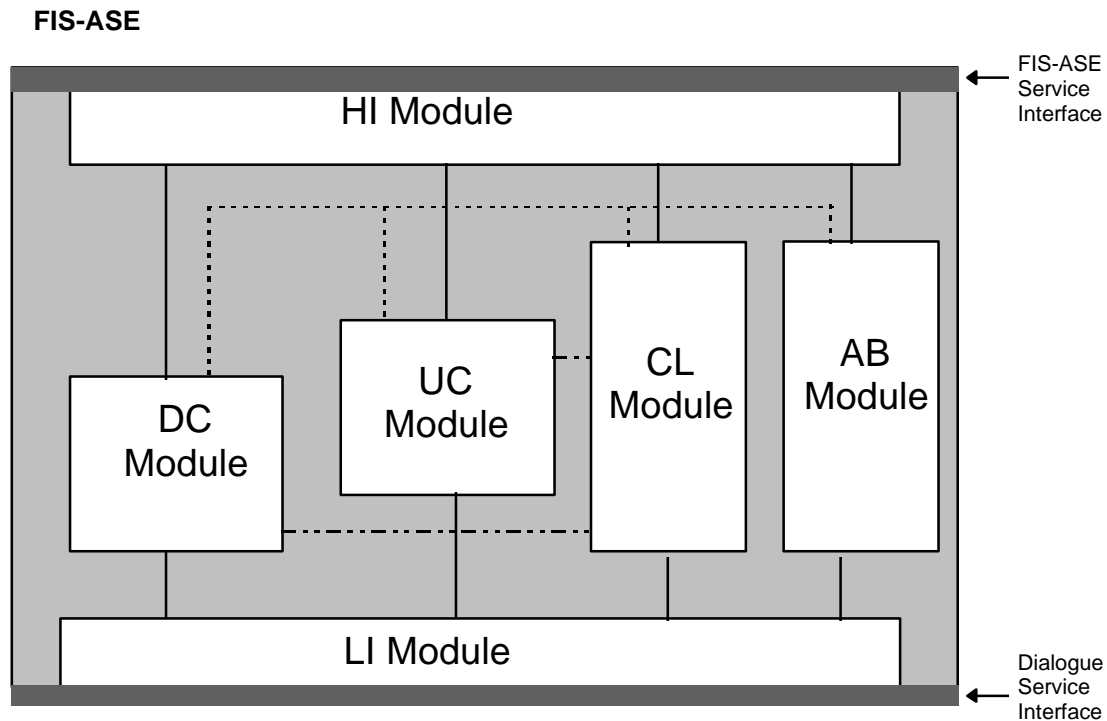 FIS-ASE
FIS-ASE
Service
Interface
HI Module
DC
Module
UC
Module
CL
Module
AB
Module
LI Module
Dialogue
Service
Interface